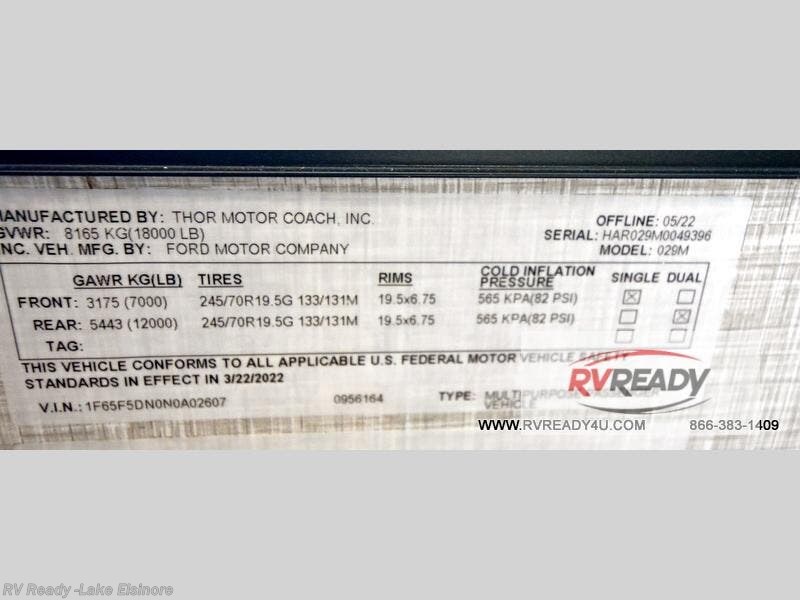 MANUFACTURED BY: THOR MOTOR COACH, INC.
GVWR: 8165 KG(18000 LB)
INC. VEH. MFG. BY: FORD MOTOR COMPANY
OFFLINE: 05/22
SERIAL: HAR029M0049396
MODEL: 029M
GAWR KG(LB) TIRES RIMS COLD INFLATION PRESSURE SINGLE DUAL
FRONT: 3175 (7000) 245/70R19.5G 133/131M 19.5x6.75 565 KPA(82 PSI)
REAR: 5443 (12000) 245/70R19.5G 133/131M 19.5x6.75 565 KPA(82 PSI)
TAG:
THIS VEHICLE CONFORMS TO ALL APPLICABLE U.S. FEDERAL MOTOR VEHICLE SAFETY
STANDARDS IN EFFECT IN 3/22/2022
V.I.N.: 1F65F5DN0N0A02607 0956164 TYPE: MULTIPURPOSE PASSENGER
VEHICLE
RVREADY
WWW.RVREADY4U.COM 866-383-1409
RV Ready -Lake Elsinore